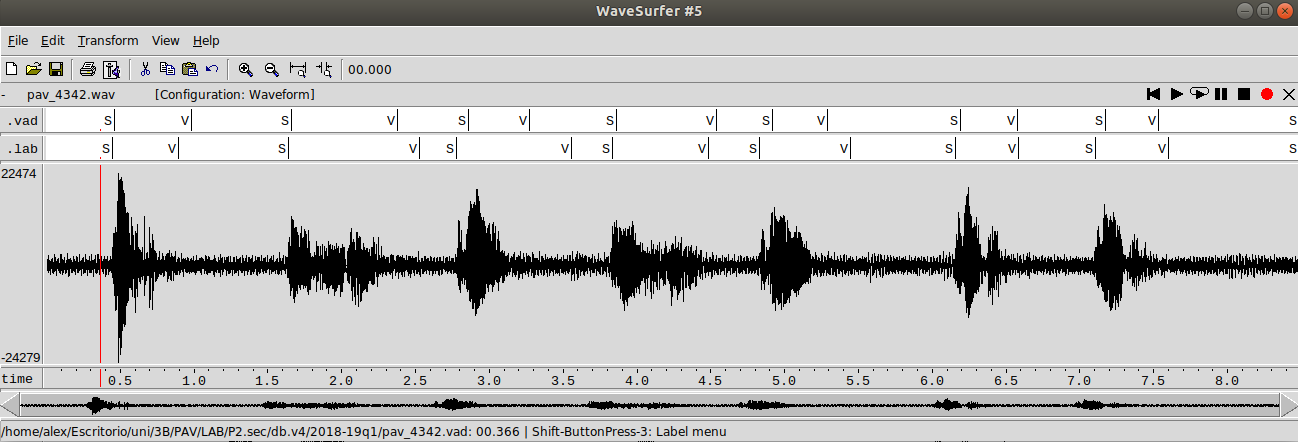 WaveSurfer #5
File Edit Transform View Help
00.000
- pav_4342.wav [Configuration: Waveform]
.vad S V S V S V S V S V S V S V S
.lab S V S V S V S V S V S V S V S
22474
-24279
time 0.5 1.0 1.5 2.0 2.5 3.0 3.5 4.0 4.5 5.0 5.5 6.0 6.5 7.0 7.5 8.0
/home/alex/Escritorio/uni/3B/PAV/LAB/P2.sec/db.v4/2018-19q1/pav_4342.vad: 00.366 | Shift-ButtonPress-3: Label menu